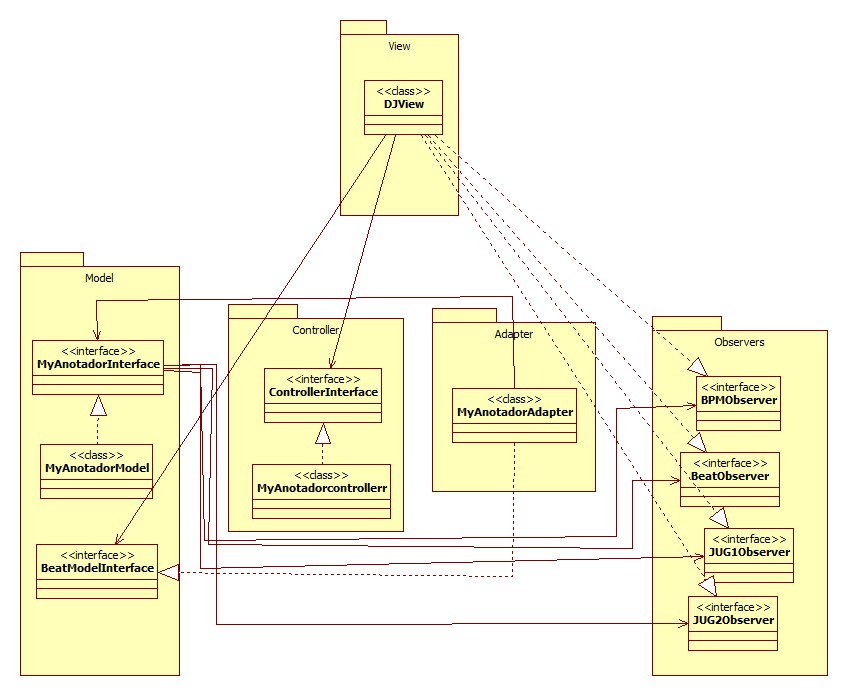 View
<<class>>
DJView
Model
<<interface>>
MyAnotadorInterface
<<class>>
MyAnotadorModel
<<interface>>
BeatModelInterface
Controller
<<interface>>
ControllerInterface
<<class>>
MyAnotadorcontrollerr
Adapter
<<class>>
MyAnotadorAdapter
Observers
<<interface>>
BPMObserver
<<interface>>
BeatObserver
<<interface>>
JUG1Observer
<<interface>>
JUG2Observer